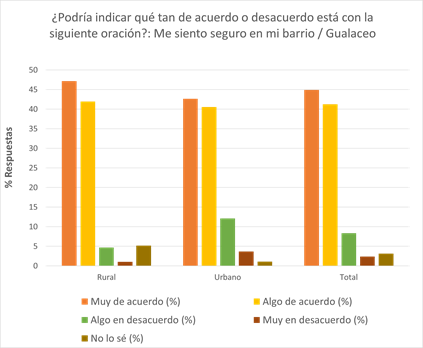 ¿Podría indicar qué tan de acuerdo o desacuerdo está con la
siguiente oración?: Me siento seguro en mi barrio / Gualaceo
50
45
40
35
30
25
20
15
10
5
0
% Respuestas
Rural
Urbano
Total
Muy de acuerdo (%)
Algo de acuerdo (%)
Algo en desacuerdo (%)
Muy en desacuerdo (%)
No lo sé (%)